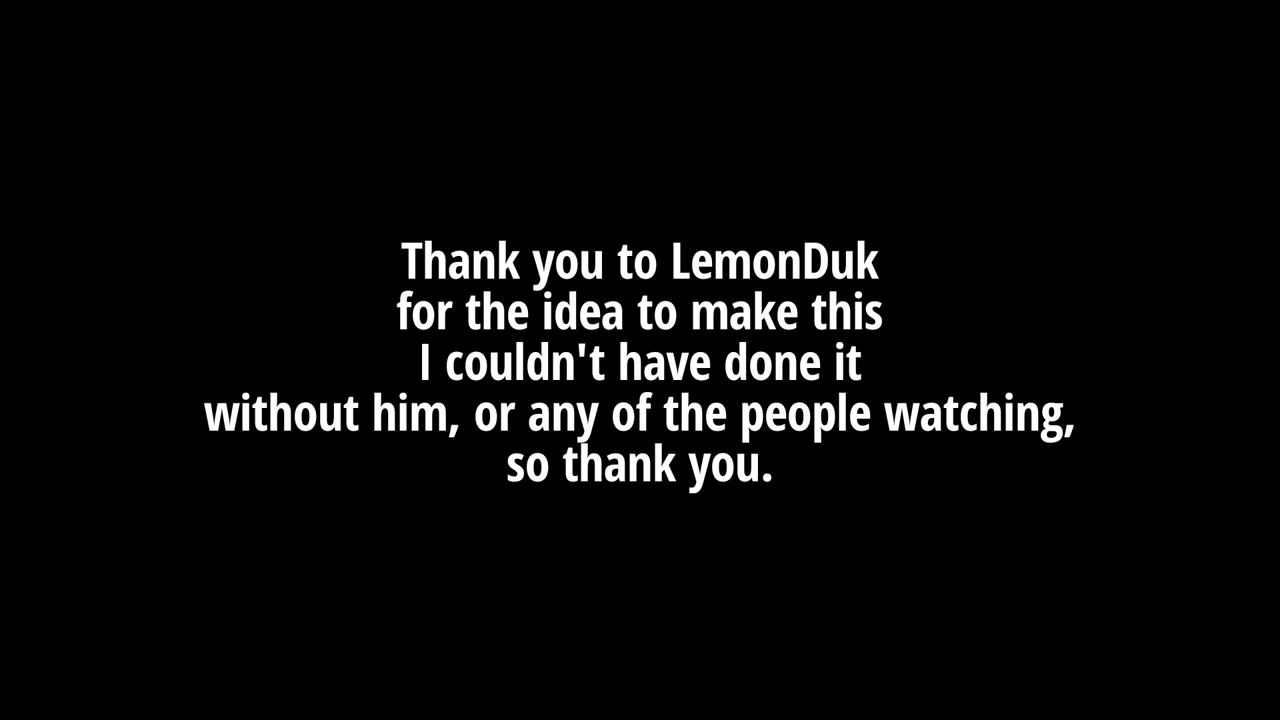 Thank you to LemonDuk
for the idea to make this
I couldn't have done it
without him, or any of the people watching,
so thank you.